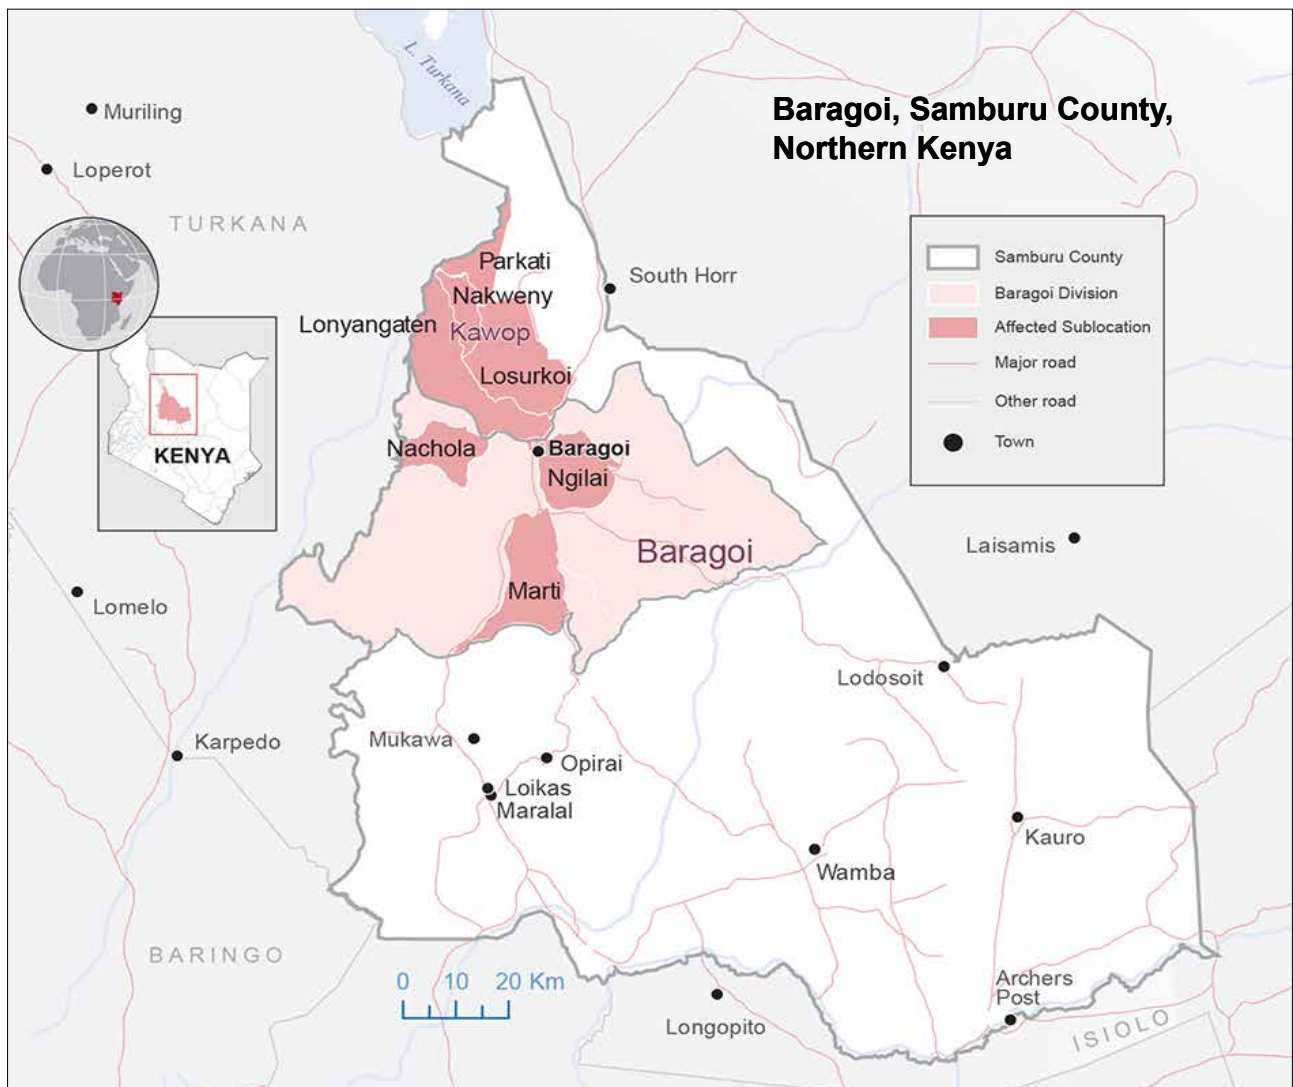 L. Turkana
Baragoi, Samburu County,
Northern Kenya
Muriling
Loperot
TURKANA
Samburu County
Baragoi Division
Affected Sublocation
Major road
Other road
Town
Parkati
South Horr
Nakweny
Lonyangaten
Kawop
Losurkoi
KENYA
Nachola
Baragoi
Ngilai
Baragoi
Laisamis
Marti
Lomelo
Lodosoit
Mukawa
Karpedo
Opirai
Loikas
Maralal
Kauro
Wamba
BARINGO
0 10 20 Km
Archers
Post
Longopito
ISIOLO